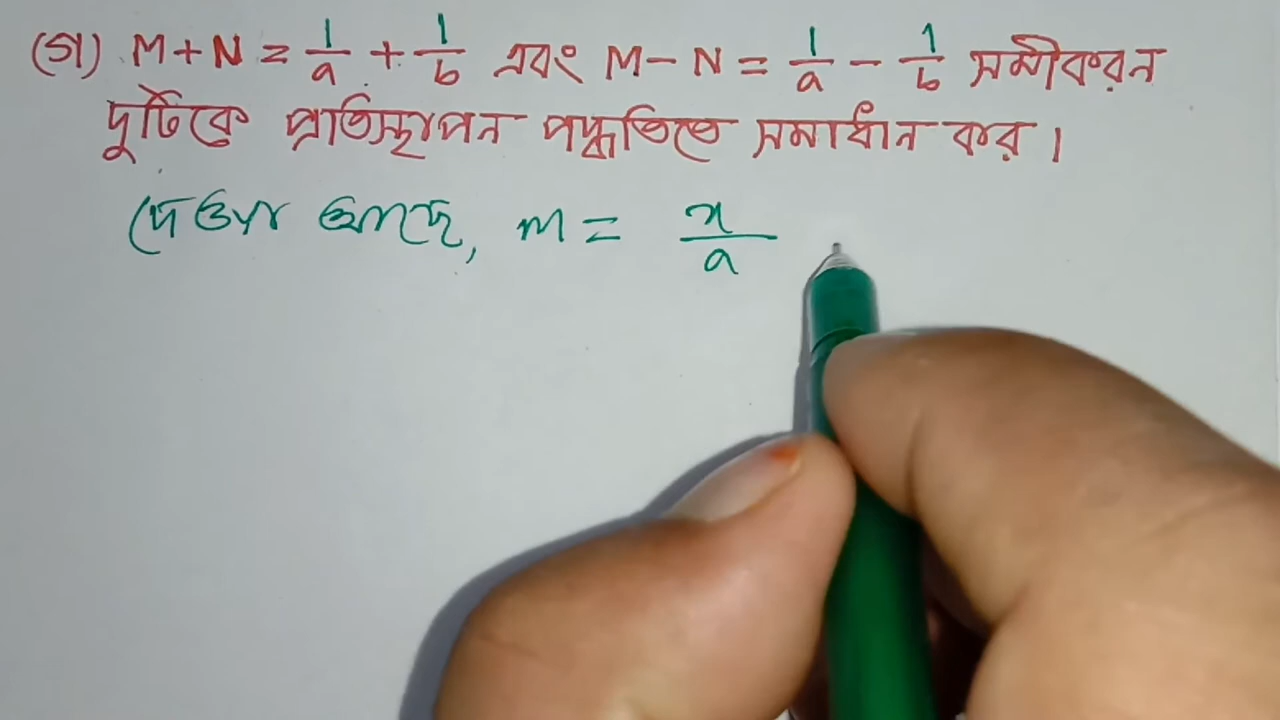 (গ) M + N = 1/a + 1/b এবং M - N = 1/a - 1/b সমীকরন
দুটিকে প্রতিস্থাপন পদ্ধতিতে সমাধান কর।
দেওয়া আছে, M = x/a